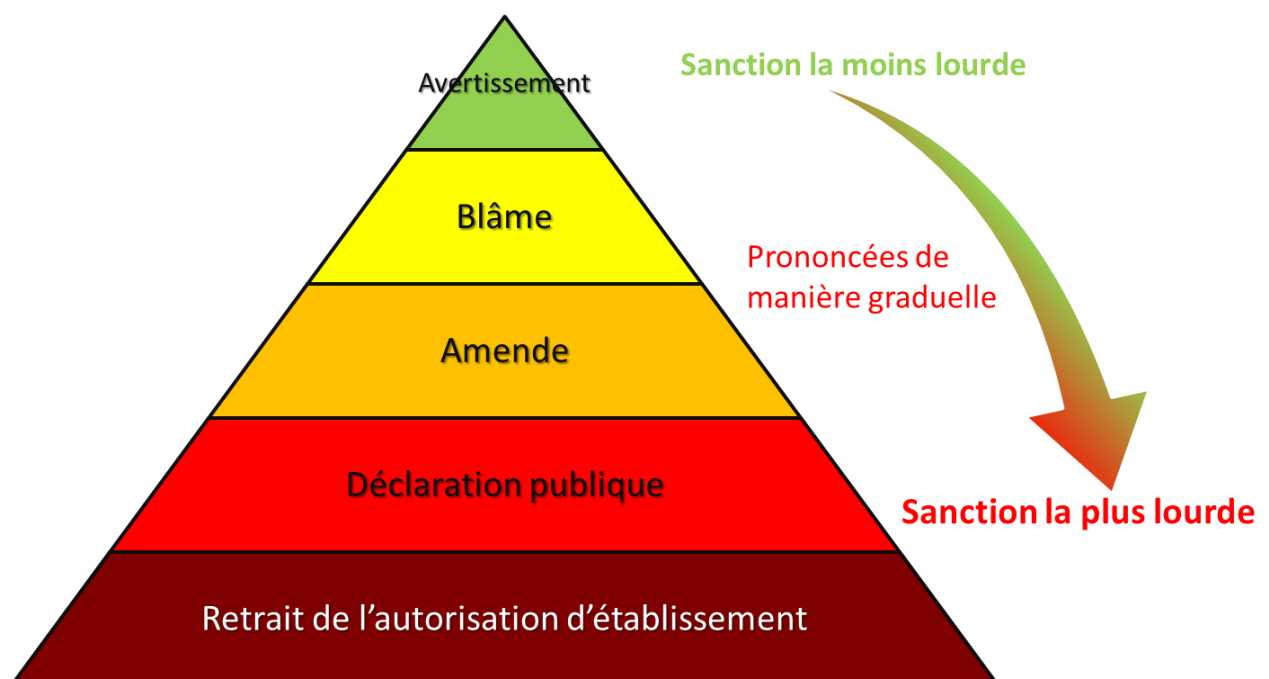 Avertissement
Sanction la moins lourde
Blâme
Prononcées de
manière graduelle
Amende
Déclaration publique
Sanction la plus lourde
Retrait de l’autorisation d’établissement